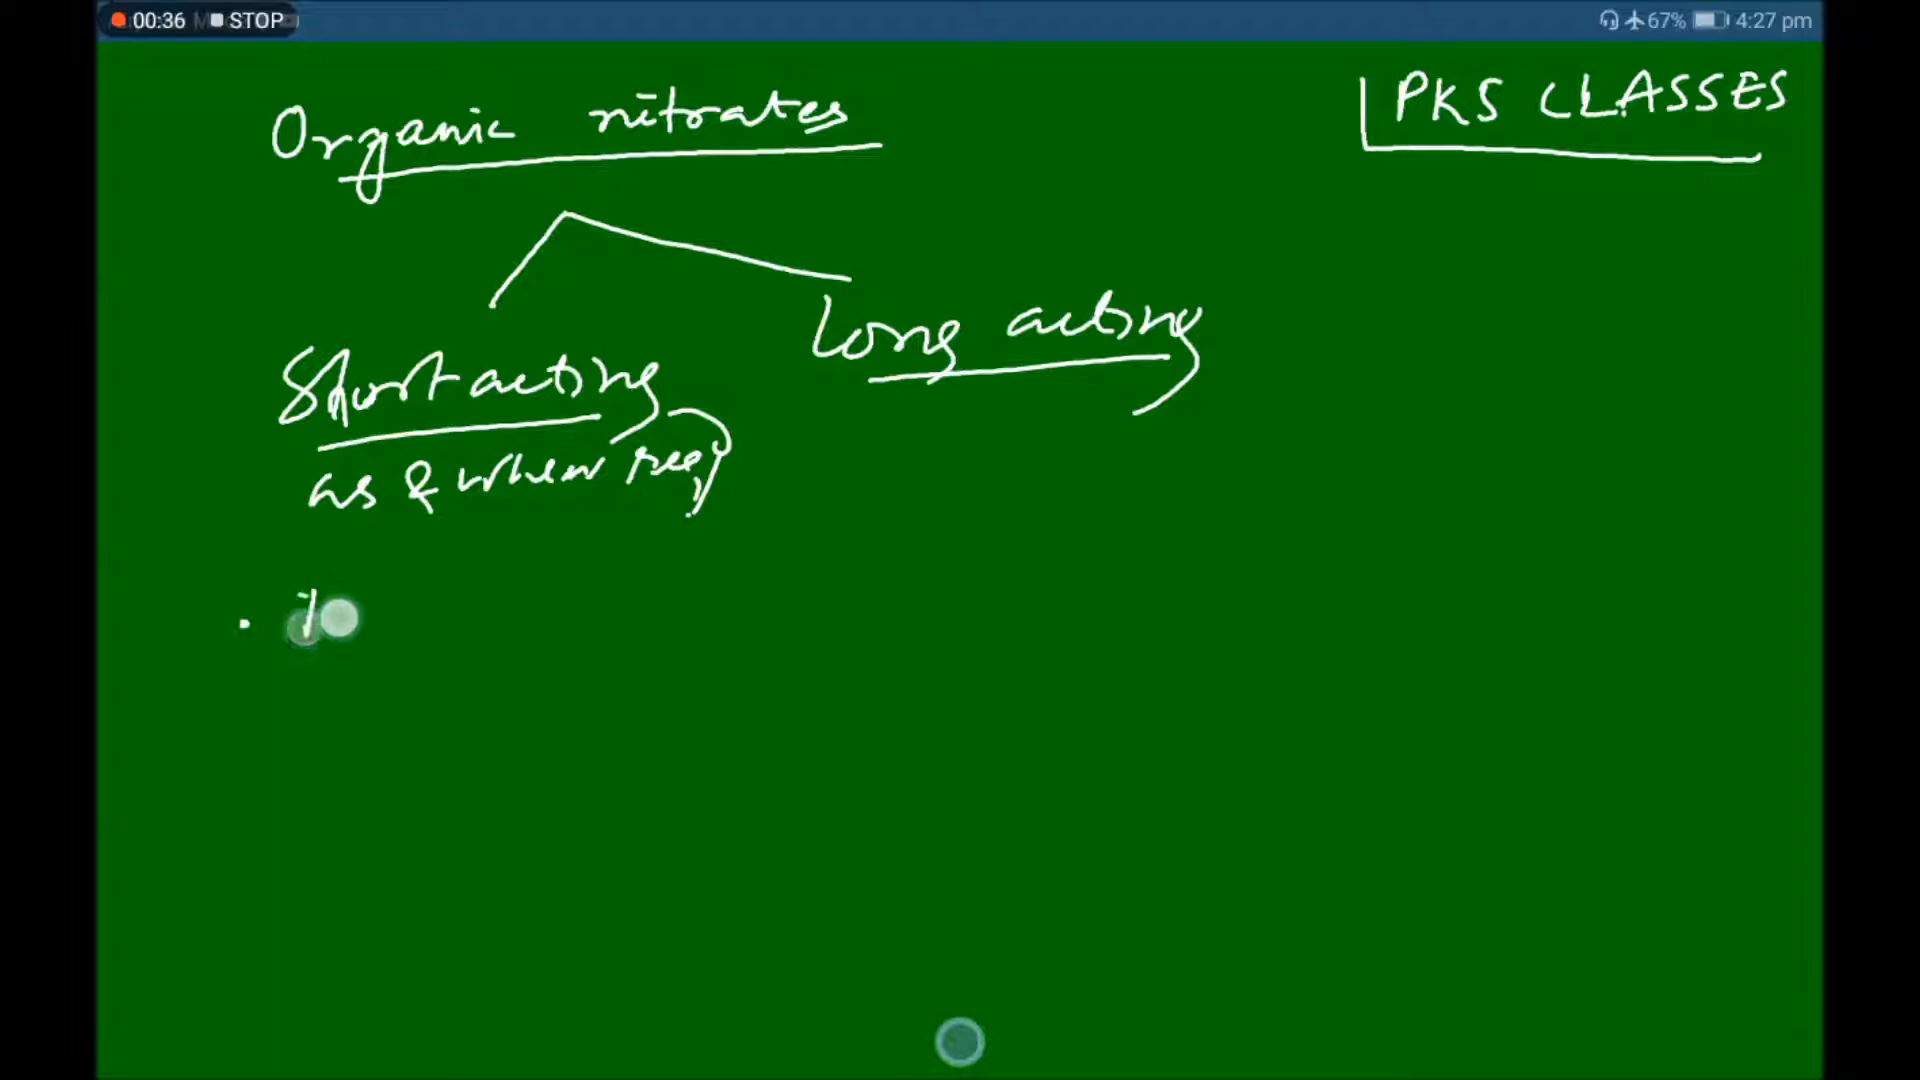 00:36 STOP
67% 4:27 pm
PKS CLASSES
Organic nitrates
Long acting
Short acting
as & when req